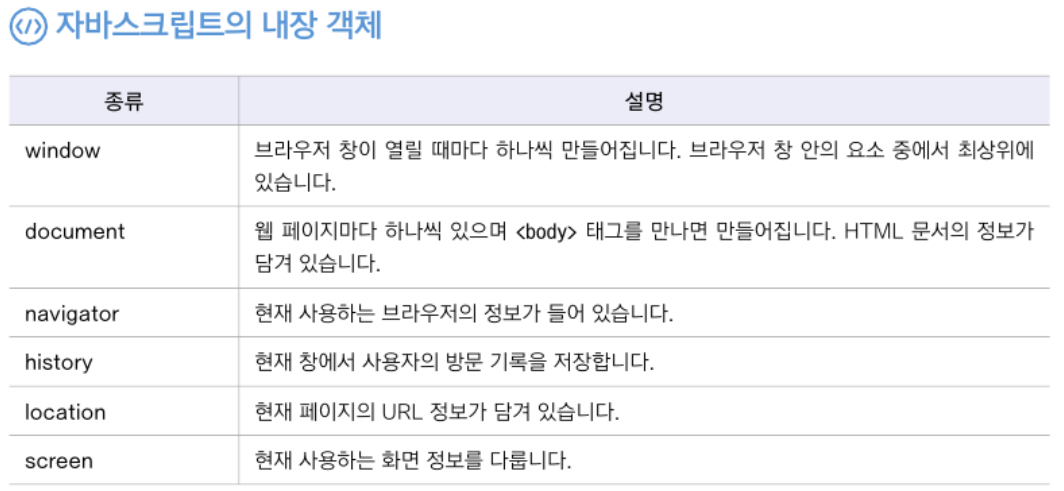 </> 자바스크립트의 내장 객체
종류 설명
window 브라우저 창이 열릴 때마다 하나씩 만들어집니다. 브라우저 창 안의 요소 중에서 최상위에
있습니다.
document 웹 페이지마다 하나씩 있으며 <body> 태그를 만나면 만들어집니다. HTML 문서의 정보가
담겨 있습니다.
navigator 현재 사용하는 브라우저의 정보가 들어 있습니다.
history 현재 창에서 사용자의 방문 기록을 저장합니다.
location 현재 페이지의 URL 정보가 담겨 있습니다.
screen 현재 사용하는 화면 정보를 다룹니다.